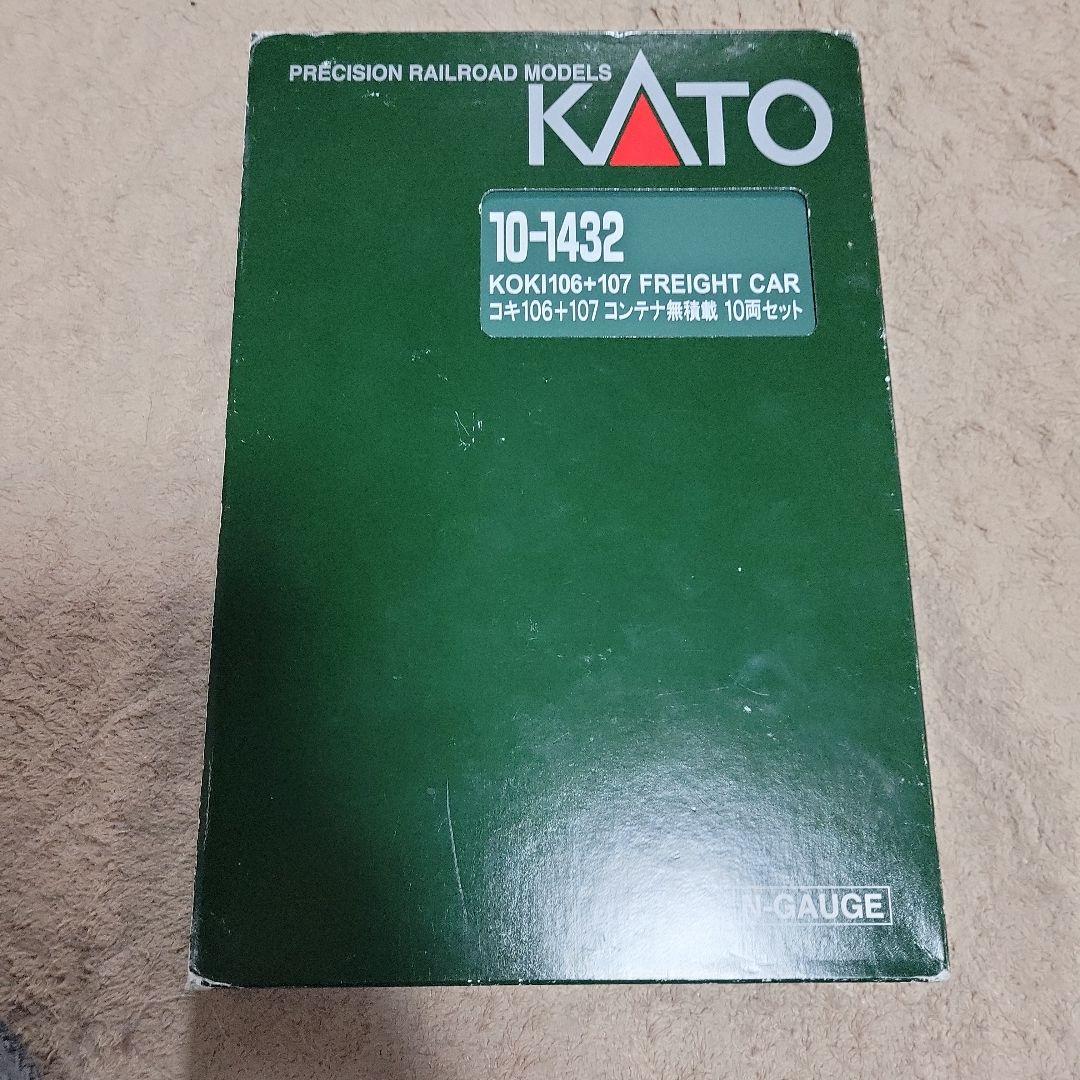 PRECISION RAILROAD MODELS
KATO
10-1432
KOKI106+107 FREIGHT CAR
コキ106+107 コンテナ無積載 10両セット
N-GAUGE